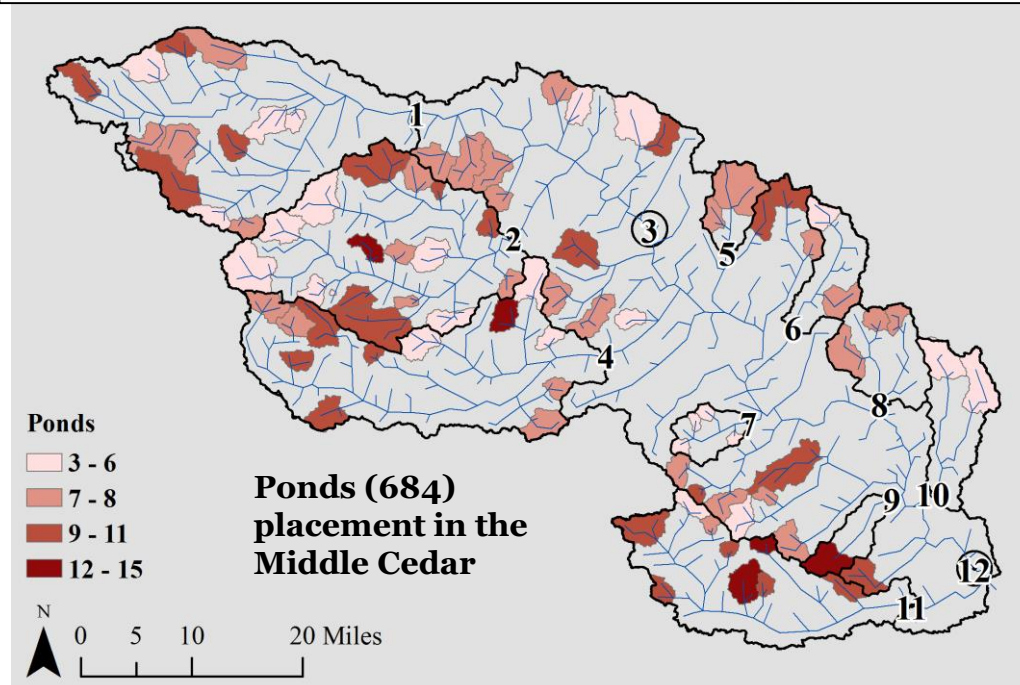 1
2
3
4
5
6
7
8
9
10
11
12
Ponds
3 - 6
7 - 8
9 - 11
12 - 15
Ponds (684)
placement in the
Middle Cedar
N
0 5 10 20 Miles